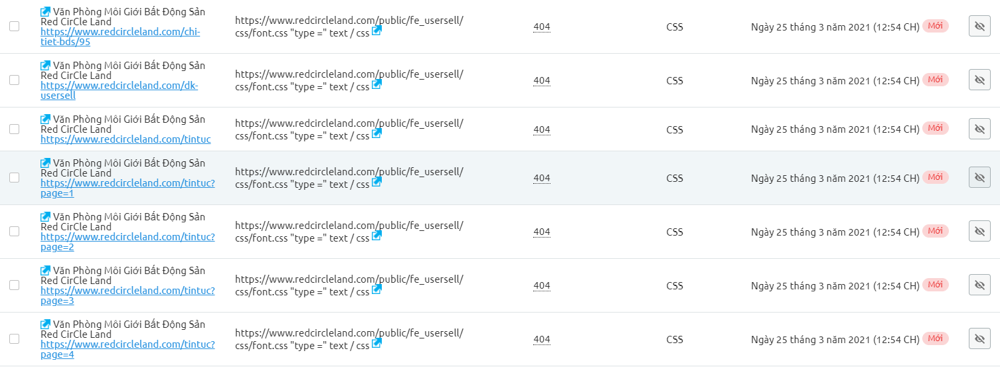 Văn Phòng Môi Giới Bất Động Sản
Red CirCle Land
https://www.redcircleland.com/chi-
tiet-bds/95
https://www.redcircleland.com/public/fe_usersell/
css/font.css "type =" text / css
404
CSS
Ngày 25 tháng 3 năm 2021 (12:54 CH) Mới
Văn Phòng Môi Giới Bất Động Sản
Red CirCle Land
https://www.redcircleland.com/dk-
usersell
https://www.redcircleland.com/public/fe_usersell/
css/font.css "type =" text / css
404
CSS
Ngày 25 tháng 3 năm 2021 (12:54 CH) Mới
Văn Phòng Môi Giới Bất Động Sản
Red CirCle Land
https://www.redcircleland.com/tintuc
https://www.redcircleland.com/public/fe_usersell/
css/font.css "type =" text / css
404
CSS
Ngày 25 tháng 3 năm 2021 (12:54 CH) Mới
Văn Phòng Môi Giới Bất Động Sản
Red CirCle Land
https://www.redcircleland.com/tintuc?
page=1
https://www.redcircleland.com/public/fe_usersell/
css/font.css "type =" text / css
404
CSS
Ngày 25 tháng 3 năm 2021 (12:54 CH) Mới
Văn Phòng Môi Giới Bất Động Sản
Red CirCle Land
https://www.redcircleland.com/tintuc?
page=2
https://www.redcircleland.com/public/fe_usersell/
css/font.css "type =" text / css
404
CSS
Ngày 25 tháng 3 năm 2021 (12:54 CH) Mới
Văn Phòng Môi Giới Bất Động Sản
Red CirCle Land
https://www.redcircleland.com/tintuc?
page=3
https://www.redcircleland.com/public/fe_usersell/
css/font.css "type =" text / css
404
CSS
Ngày 25 tháng 3 năm 2021 (12:54 CH) Mới
Văn Phòng Môi Giới Bất Động Sản
Red CirCle Land
https://www.redcircleland.com/tintuc?
page=4
https://www.redcircleland.com/public/fe_usersell/
css/font.css "type =" text / css
404
CSS
Ngày 25 tháng 3 năm 2021 (12:54 CH) Mới